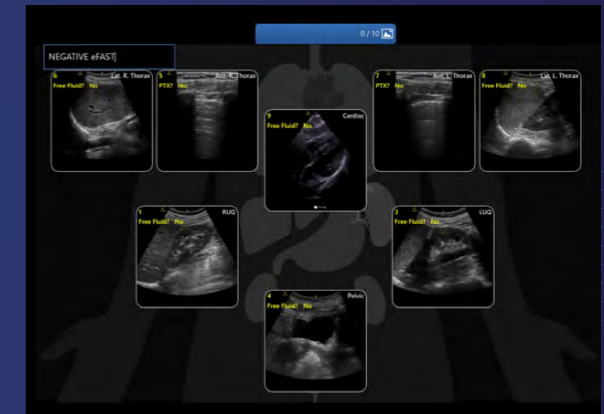 0 / 10
NEGATIVE eFAST
6
Lat. R. Thorax
Free Fluid? No
5
Ant. R. Thorax
PTX? No
7
Ant. L. Thorax
PTX? No
8
Lat. L. Thorax
Free Fluid? No
9
Cardiac
Free Fluid? No
1
RUQ
Free Fluid? No
3
LUQ
Free Fluid? No
4
Pelvic
Free Fluid? No